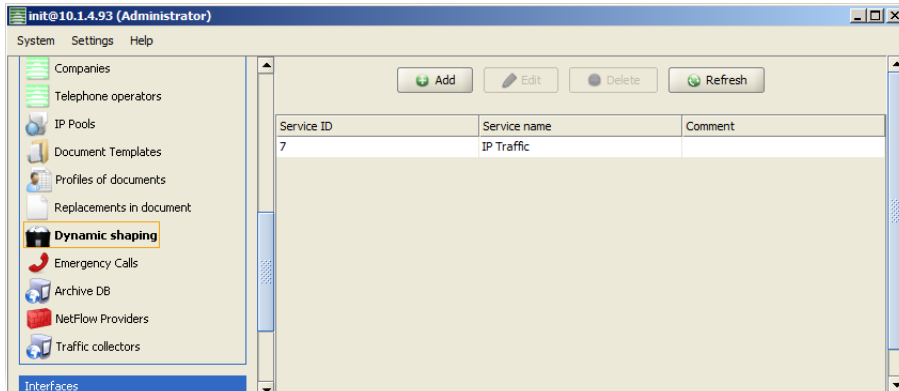 init@10.1.4.93 (Administrator)
System Settings Help
Companies
Telephone operators
IP Pools
Document Templates
Profiles of documents
Replacements in document
Dynamic shaping
Emergency Calls
Archive DB
NetFlow Providers
Traffic collectors
Interfaces
Add Edit Delete Refresh
Service ID Service name Comment
7 IP Traffic